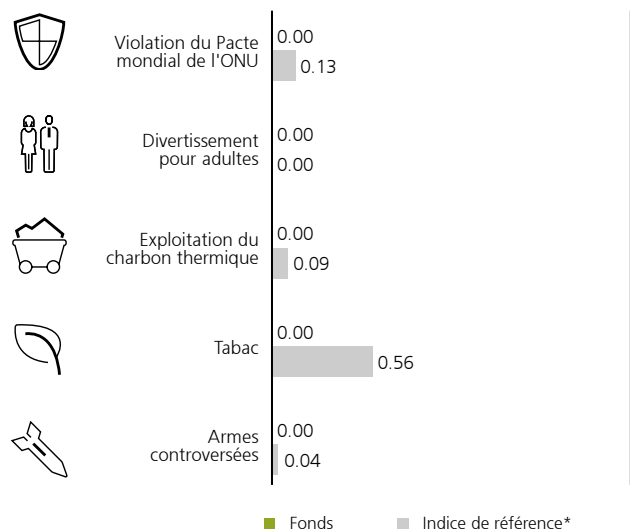 Violation du Pacte
mondial de l'ONU
0.00
0.13
Divertissement
pour adultes
0.00
0.00
Exploitation du
charbon thermique
0.00
0.09
Tabac
0.00
0.56
Armes
controversées
0.00
0.04
Fonds
Indice de référence*